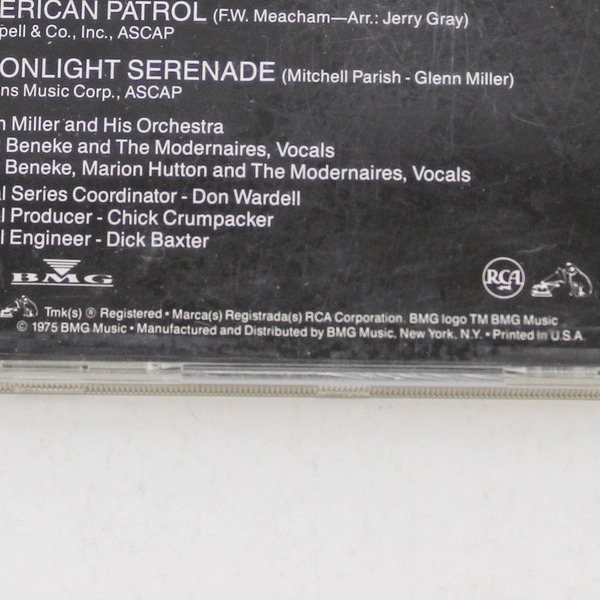 ERICAN PATROL (F.W. Meacham—Arr.: Jerry Gray)
pell & Co., Inc., ASCAP
ONLIGHT SERENADE (Mitchell Parish - Glenn Miller)
ns Music Corp., ASCAP
n Miller and His Orchestra
Beneke and The Modernaires, Vocals
Beneke, Marion Hutton and The Modernaires, Vocals
al Series Coordinator - Don Wardell
l Producer - Chick Crumpacker
l Engineer - Dick Baxter
BMG
RCA
Tmk(s) ® Registered • Marca(s) Registrada(s) RCA Corporation. BMG logo TM BMG Music
© 1975 BMG Music • Manufactured and Distributed by BMG Music, New York, N.Y. • Printed in U.S.A.